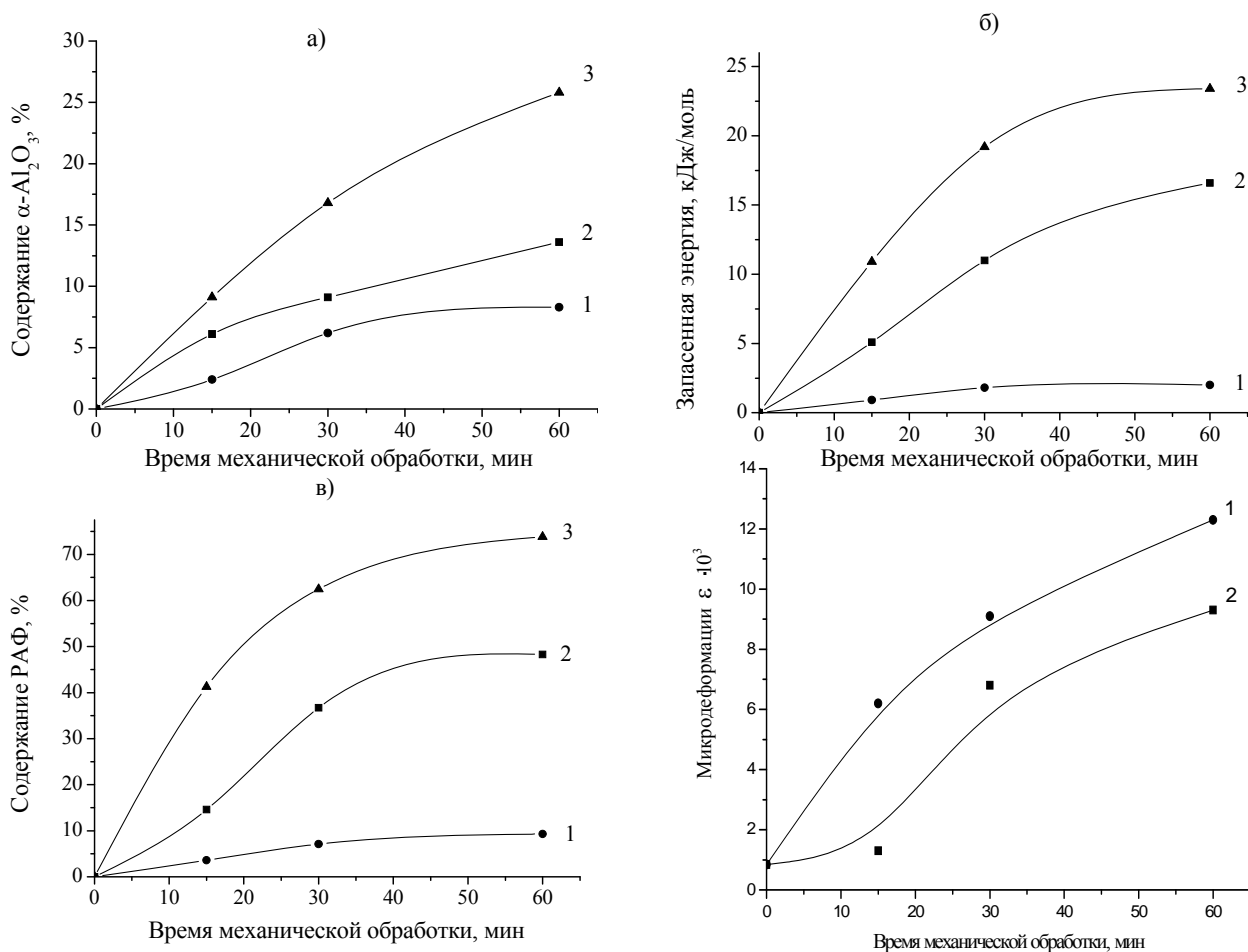 а)
Содержание α-Al₂O₃, %
30
25
20
15
10
5
0
3
2
1
0 10 20 30 40 50 60
Время механической обработки, мин
б)
Запасенная энергия, кДж/моль
25
20
15
10
5
0
3
2
1
0 10 20 30 40 50 60
Время механической обработки, мин
в)
Содержание РАФ, %
70
60
50
40
30
20
10
0
3
2
1
0 10 20 30 40 50 60
Время механической обработки, мин
Микродеформации ε ·10³
14
12
10
8
6
4
2
0
1
2
0 10 20 30 40 50 60
Время механической обработки, мин